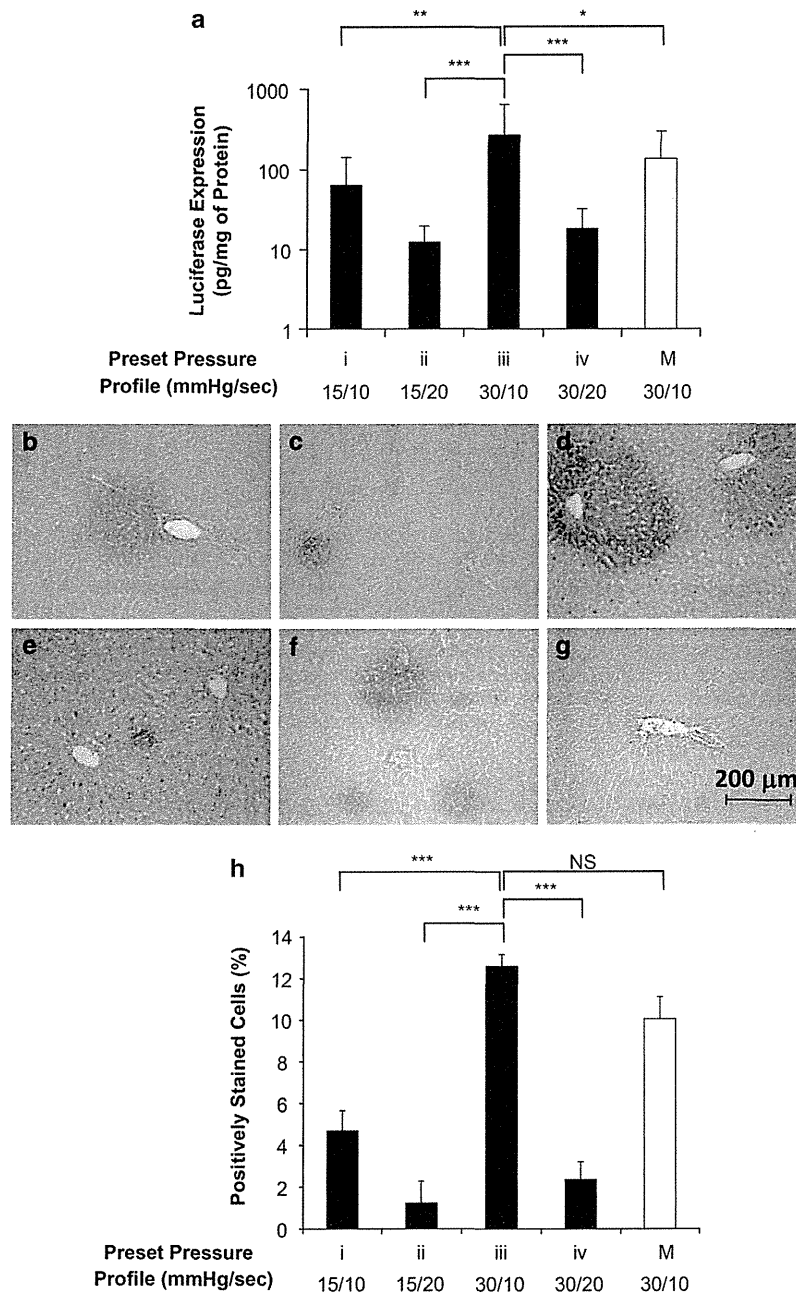 a
**
*
***
***
Luciferase Expression
(pg/mg of Protein)
1000
100
10
1
Preset Pressure
Profile (mmHg/sec)
i ii iii iv M
15/10 15/20 30/10 30/20 30/10
b
c
d
e
f
g
200 μm
h
***
NS
***
***
Positively Stained Cells (%)
14
12
10
8
6
4
2
0
Preset Pressure
Profile (mmHg/sec)
i ii iii iv M
15/10 15/20 30/10 30/20 30/10